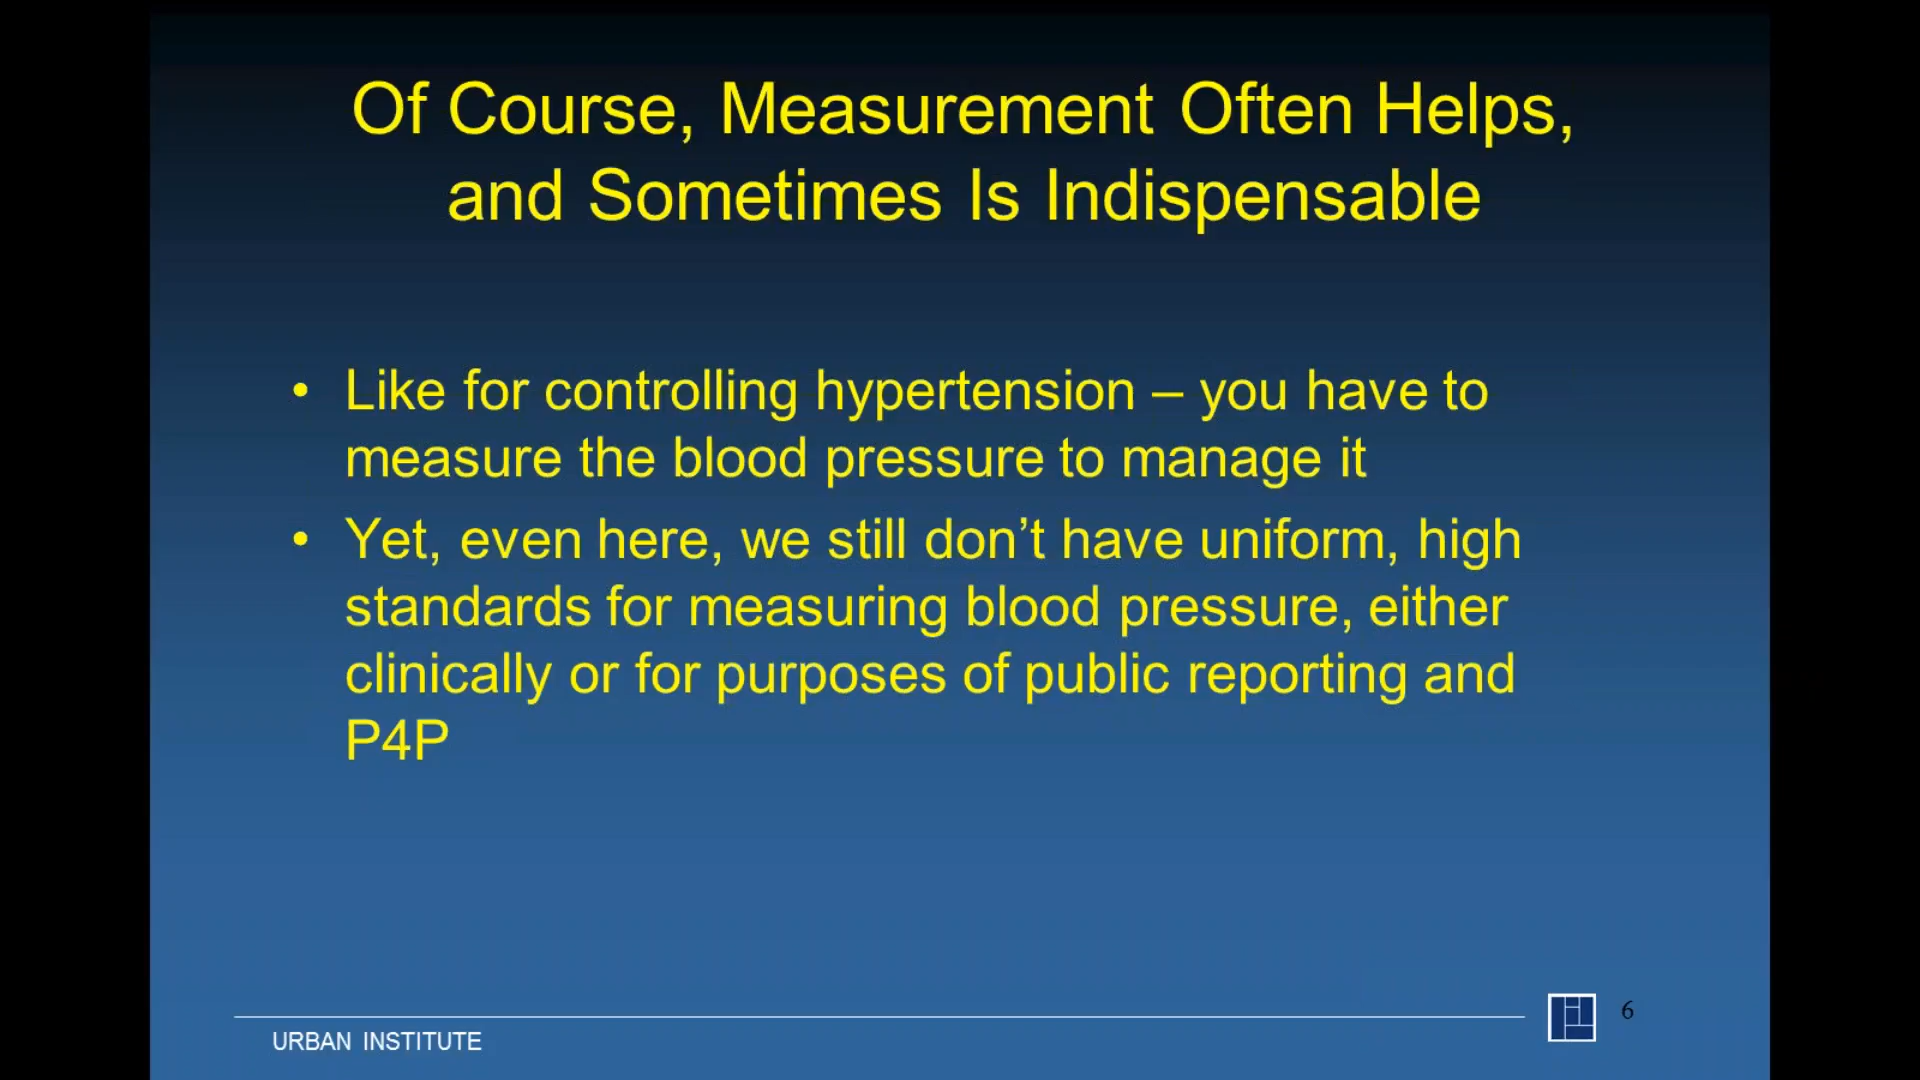 Of Course, Measurement Often Helps,
and Sometimes Is Indispensable
• Like for controlling hypertension – you have to
measure the blood pressure to manage it
• Yet, even here, we still don’t have uniform, high
standards for measuring blood pressure, either
clinically or for purposes of public reporting and
P4P
URBAN INSTITUTE
6